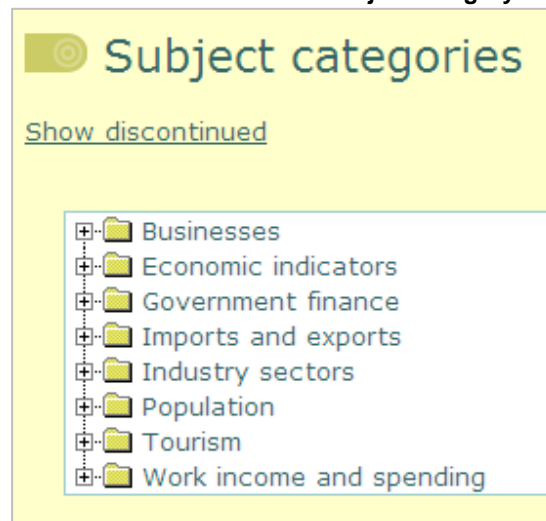 Subject categories
Show discontinued
Businesses
Economic indicators
Government finance
Imports and exports
Industry sectors
Population
Tourism
Work income and spending